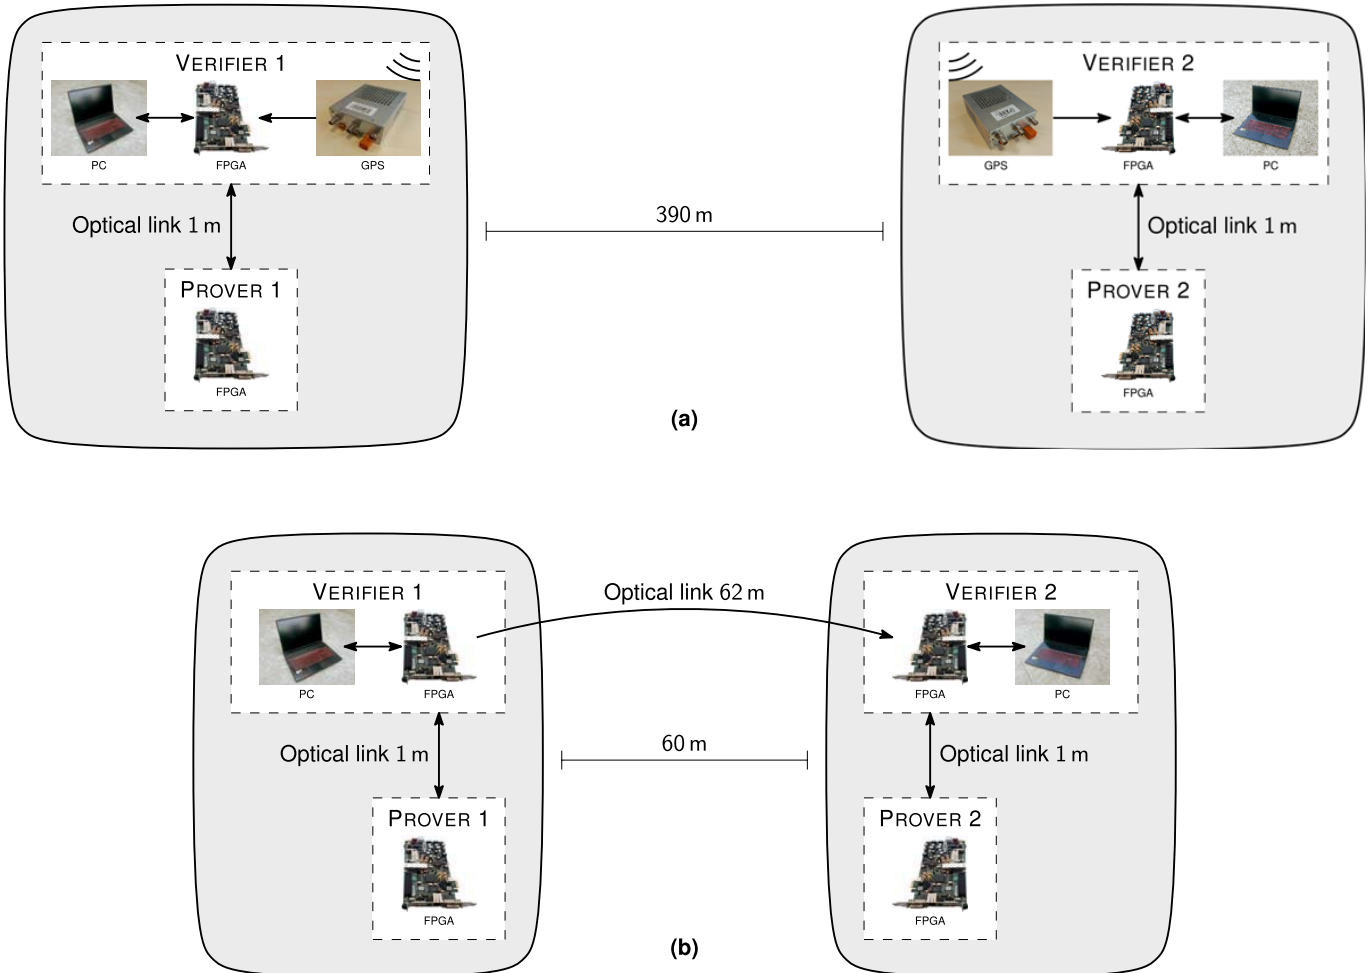 VERIFIER 1
PC
FPGA
GPS
Optical link 1 m
PROVER 1
FPGA
390 m
VERIFIER 2
GPS
FPGA
PC
Optical link 1 m
PROVER 2
FPGA
(a)
VERIFIER 1
PC
FPGA
Optical link 62 m
VERIFIER 2
FPGA
PC
Optical link 1 m
60 m
Optical link 1 m
PROVER 1
FPGA
PROVER 2
FPGA
(b)